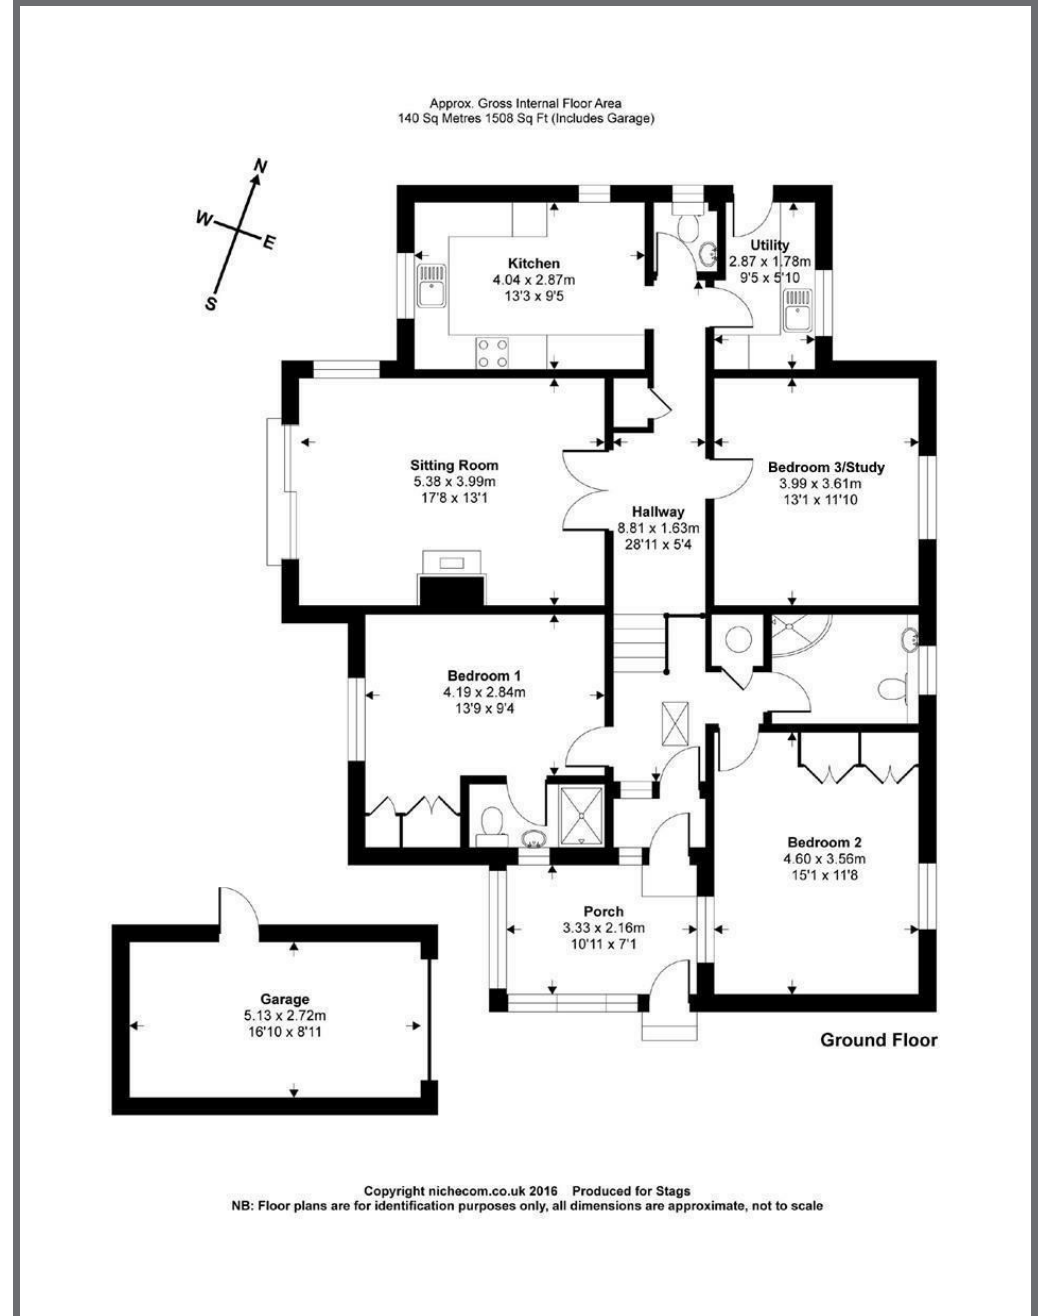 Approx. Gross Internal Floor Area
140 Sq Metres 1508 Sq Ft (Includes Garage)
N
W
E
S
Kitchen
4.04 x 2.87m
13'3 x 9'5
Utility
2.87 x 1.78m
9'5 x 5'10
Sitting Room
5.38 x 3.99m
17'8 x 13'1
Hallway
8.81 x 1.63m
28'11 x 5'4
Bedroom 3/Study
3.99 x 3.61m
13'1 x 11'10
Bedroom 1
4.19 x 2.84m
13'9 x 9'4
Bedroom 2
4.60 x 3.56m
15'1 x 11'8
Porch
3.33 x 2.16m
10'11 x 7'1
Garage
5.13 x 2.72m
16'10 x 8'11
Ground Floor
Copyright nichecom.co.uk 2016 Produced for Stags
NB: Floor plans are for identification purposes only, all dimensions are approximate, not to scale